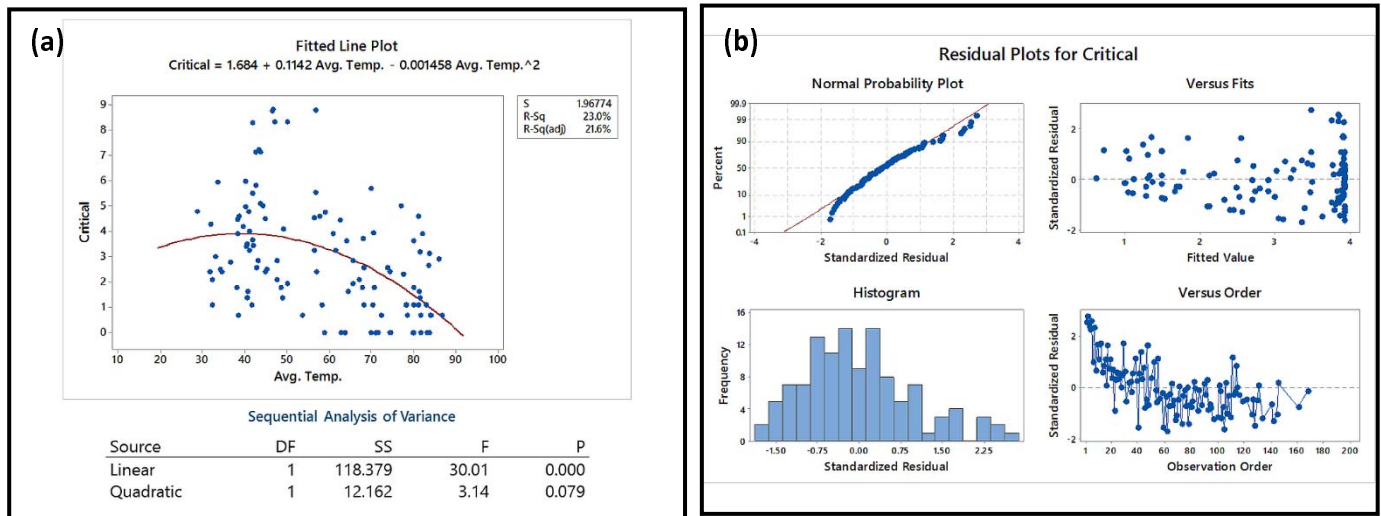 (a)
Fitted Line Plot
Critical = 1.684 + 0.1142 Avg. Temp. - 0.001458 Avg. Temp.^2
S 1.96774
R-Sq 23.0%
R-Sq(adj) 21.6%
Critical
9
8
7
6
5
4
3
2
1
0
10 20 30 40 50 60 70 80 90 100
Avg. Temp.
Sequential Analysis of Variance
Source DF SS F P
Linear 1 118.379 30.01 0.000
Quadratic 1 12.162 3.14 0.079
(b)
Residual Plots for Critical
Normal Probability Plot
Percent
99.9
99
90
50
10
1
0.1
-4 -2 0 2 4
Standardized Residual
Versus Fits
Standardized Residual
2
0
-2
1 2 3 4
Fitted Value
Histogram
Frequency
16
12
8
4
0
-1.50 -0.75 0.00 0.75 1.50 2.25
Standardized Residual
Versus Order
Standardized Residual
2
0
-2
1 20 40 60 80 100 120 140 160 180 200
Observation Order